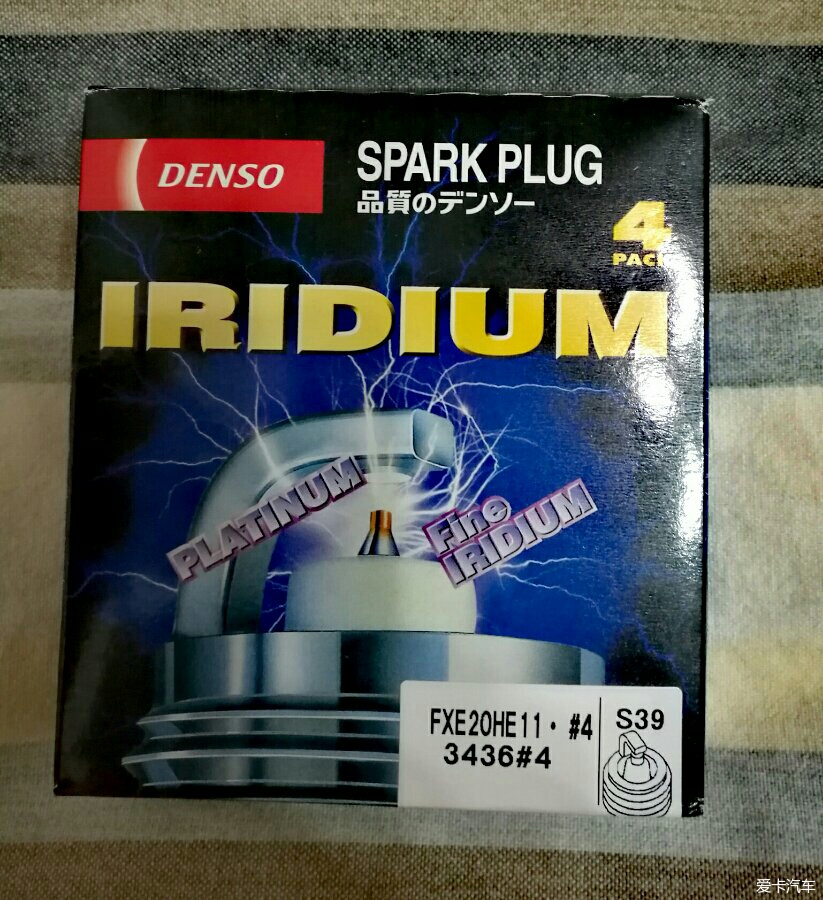 DENSO
SPARK PLUG
品質のデンソー
4
PACK
IRIDIUM
PLATINUM
Fine
IRIDIUM
FXE20HE11・ #4
3436#4
S39
爱卡汽车